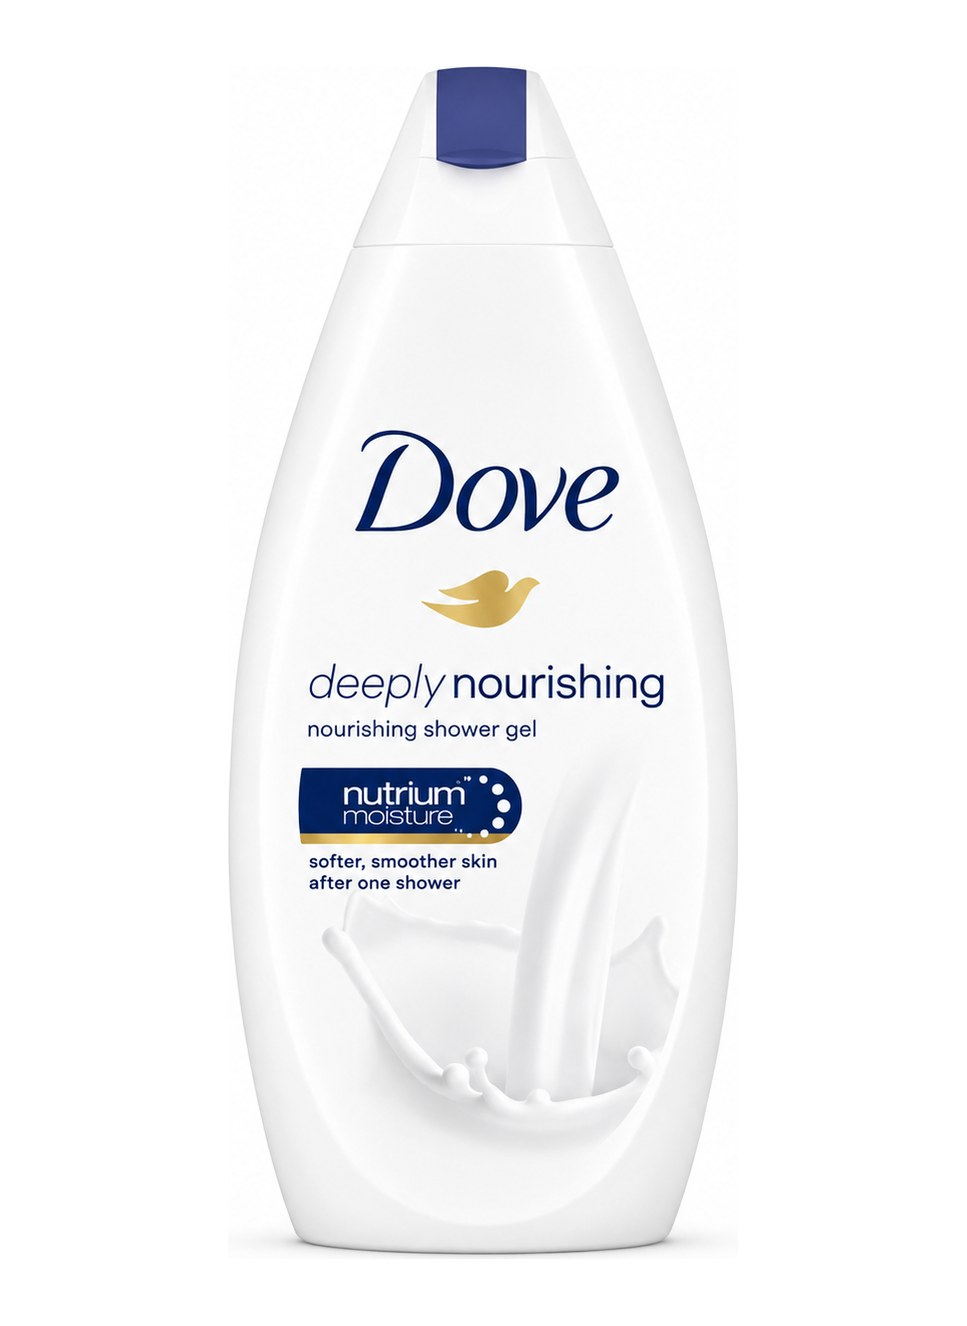 Dove
deeply nourishing
nourishing shower gel
nutrium
moisture
softer, smoother skin
after one shower